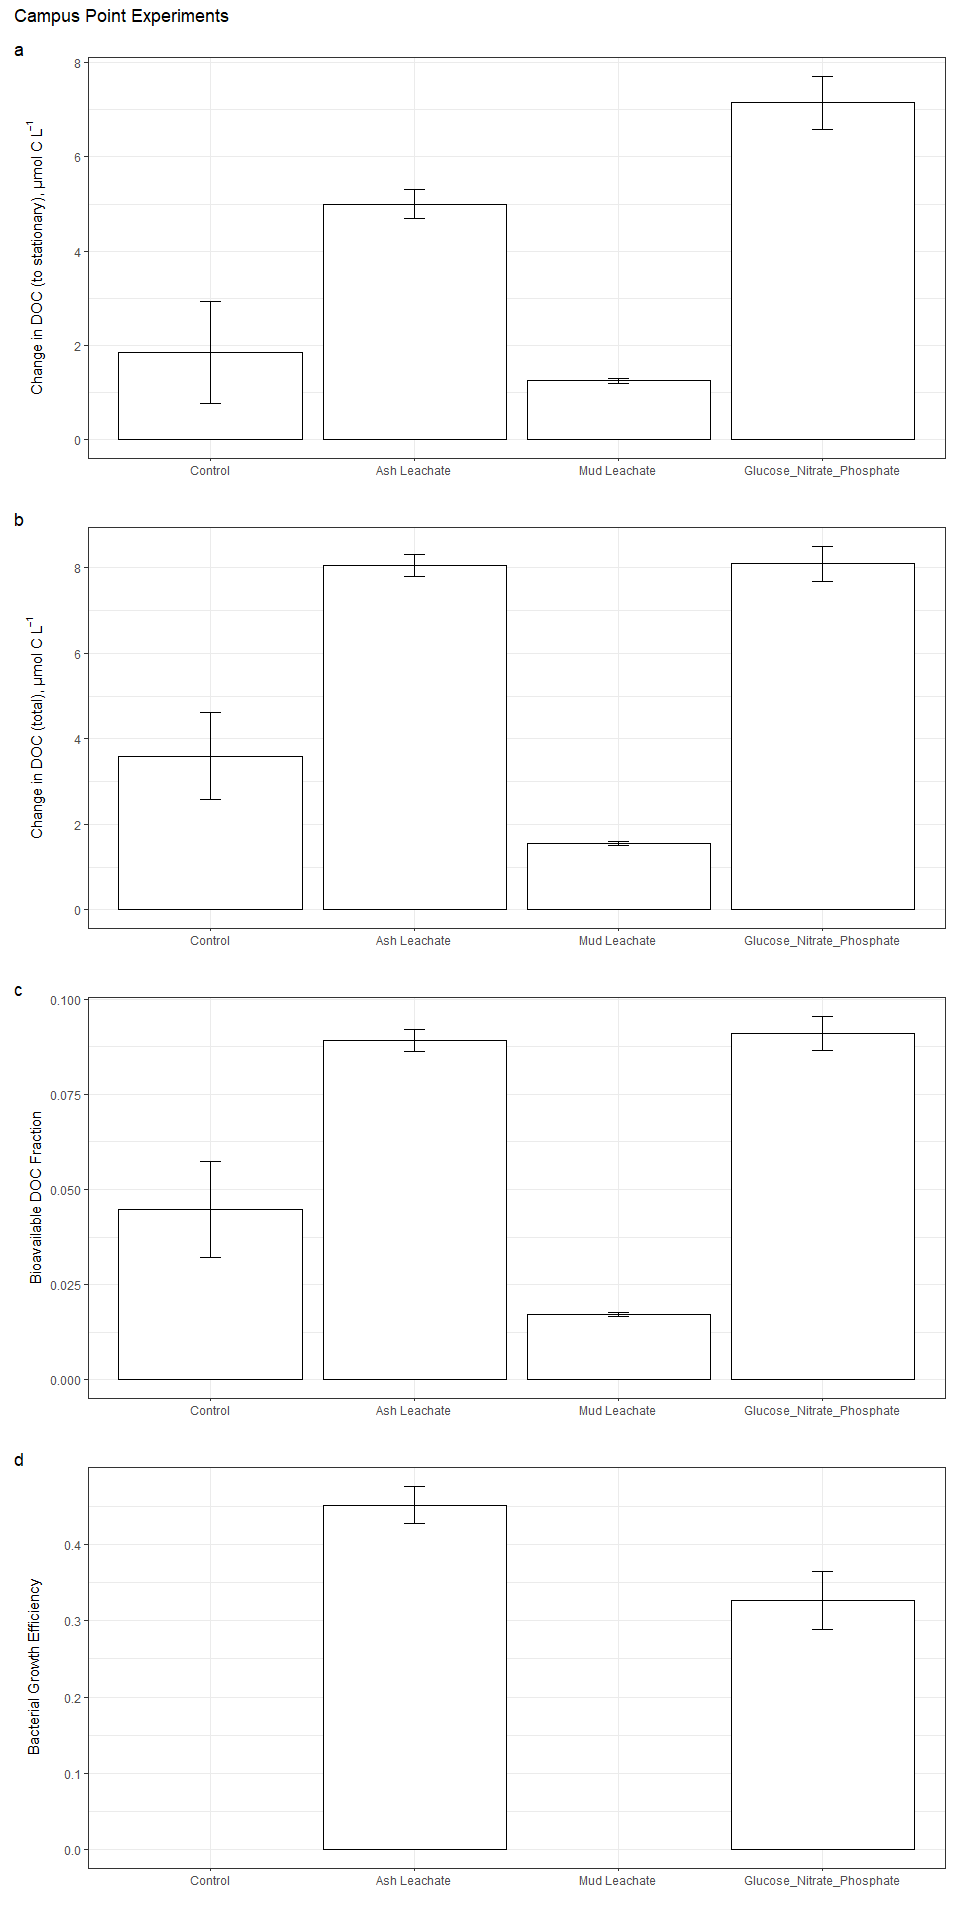 Campus Point Experiments
a
Change in DOC (to stationary), µmol C L⁻¹
8
6
4
2
0
Control Ash Leachate Mud Leachate Glucose_Nitrate_Phosphate
b
Change in DOC (total), µmol C L⁻¹
8
6
4
2
0
Control Ash Leachate Mud Leachate Glucose_Nitrate_Phosphate
c
Bioavailable DOC Fraction
0.100
0.075
0.050
0.025
0.000
Control Ash Leachate Mud Leachate Glucose_Nitrate_Phosphate
d
Bacterial Growth Efficiency
0.4
0.3
0.2
0.1
0.0
Control Ash Leachate Mud Leachate Glucose_Nitrate_Phosphate